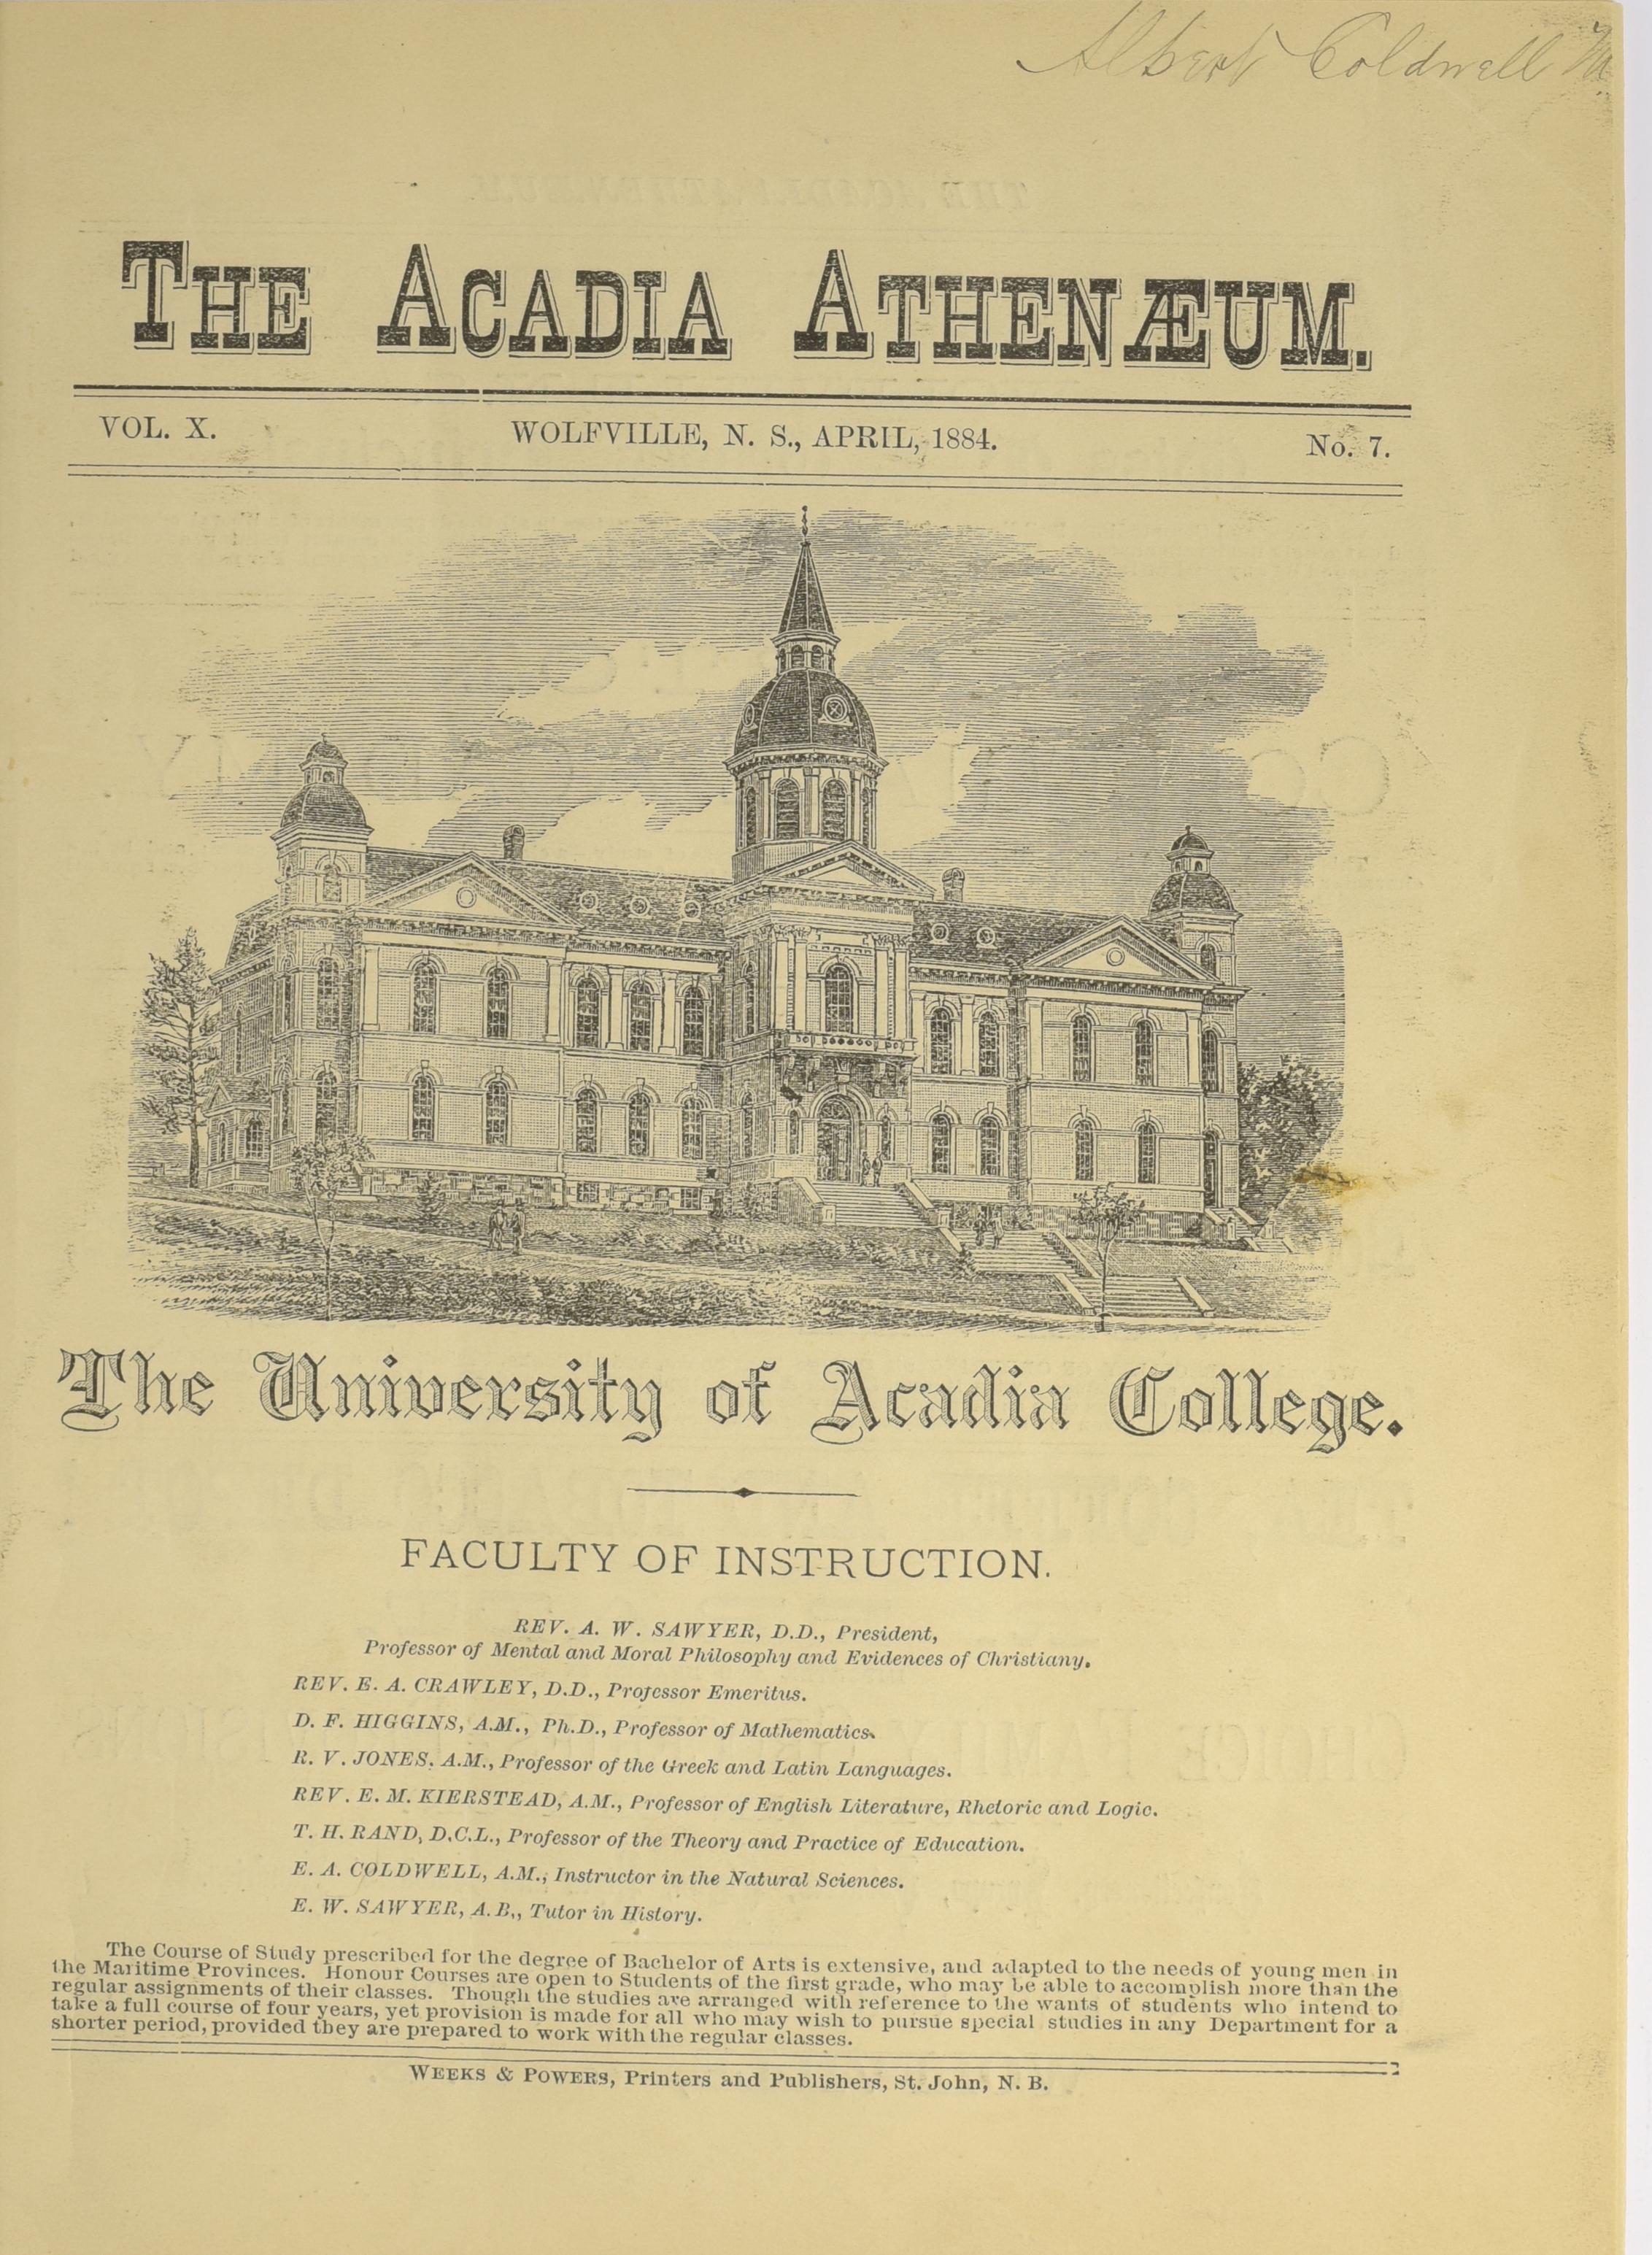 Albert Coldwell
THE ACADIA ATHENÆUM.
VOL. X.
WOLFVILLE, N. S., APRIL, 1884.
No. 7.
The University of Acadia College.
FACULTY OF INSTRUCTION.
REV. A. W. SAWYER, D.D., President,
Professor of Mental and Moral Philosophy and Evidences of Christiany.
REV. E. A. CRAWLEY, D.D., Professor Emeritus.
D. F. HIGGINS, A.M., Ph.D., Professor of Mathematics.
R. V. JONES, A.M., Professor of the Greek and Latin Languages.
REV. E. M. KIERSTEAD, A.M., Professor of English Literature, Rhetoric and Logic.
T. H. RAND, D.C.L., Professor of the Theory and Practice of Education.
E. A. COLDWELL, A.M., Instructor in the Natural Sciences.
E. W. SAWYER, A.B., Tutor in History.
The Course of Study prescribed for the degree of Bachelor of Arts is extensive, and adapted to the needs of young men in
the Maritime Provinces. Honour Courses are open to Students of the first grade, who may be able to accomplish more than the
regular assignments of their classes. Though the studies are arranged with reference to the wants of students who intend to
take a full course of four years, yet provision is made for all who may wish to pursue special studies in any Department for a
shorter period, provided they are prepared to work with the regular classes.
WEEKS & POWERS, Printers and Publishers, St. John, N. B.